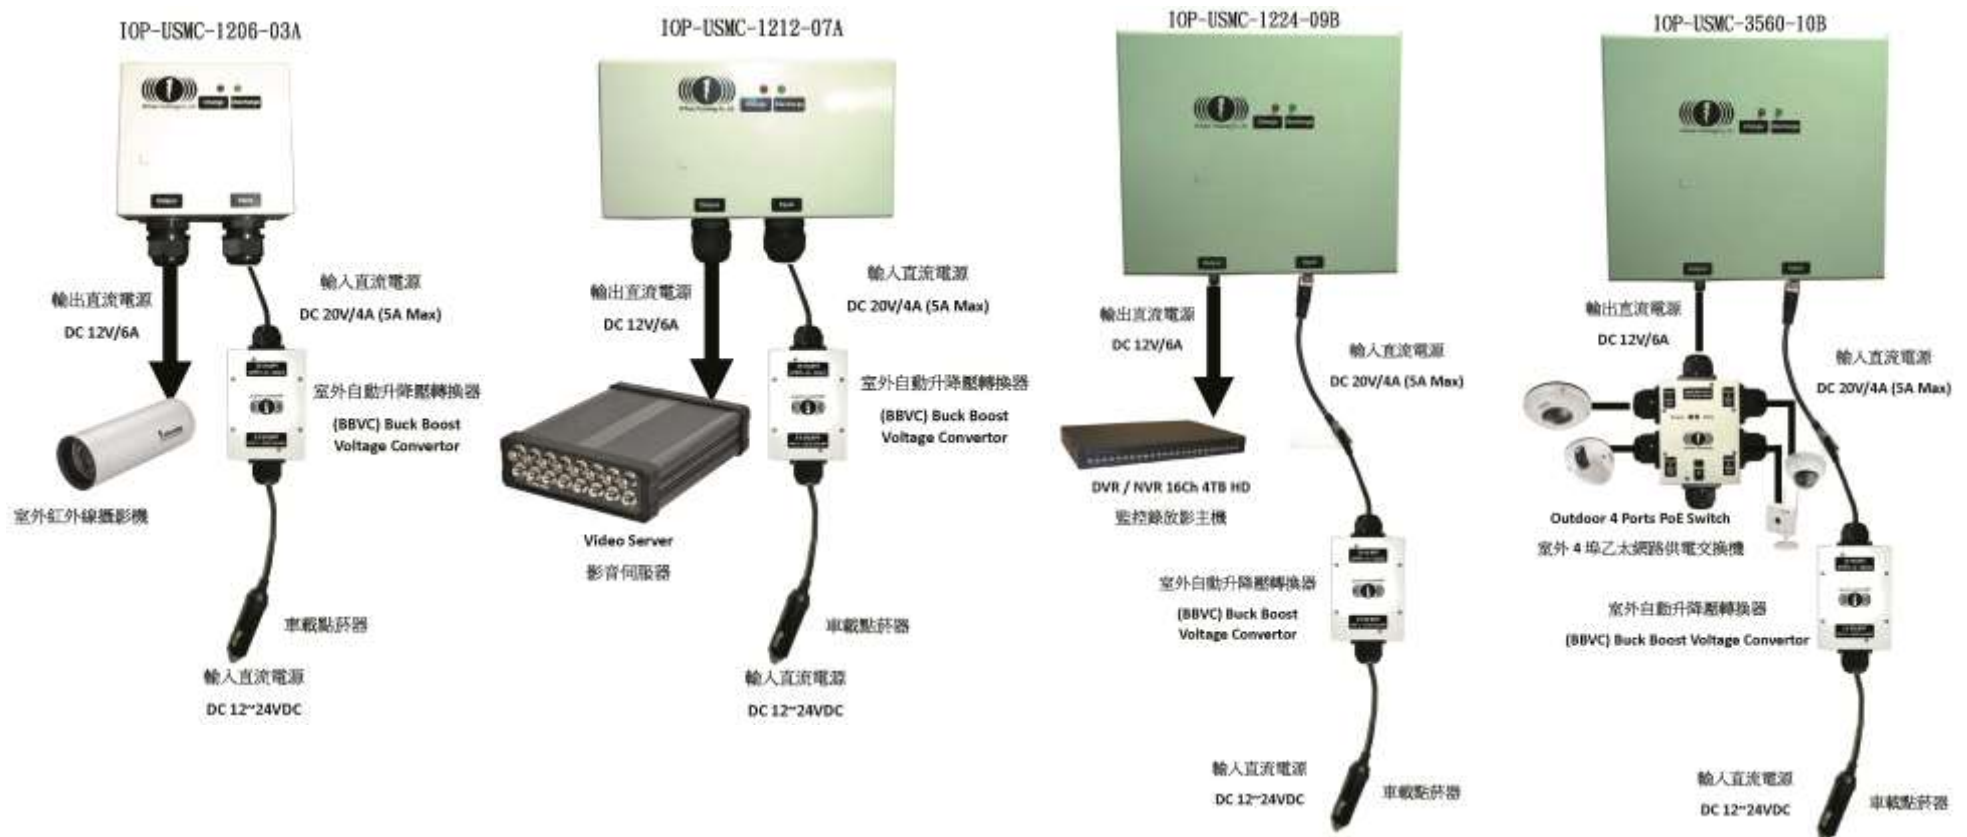 IOP-USMC-1206-03A
輸出直流電源
DC 12V/6A
輸入直流電源
DC 20V/4A (5A Max)
室外自動升降壓轉換器
(BBVC) Buck Boost
Voltage Convertor
室外紅外線攝影機
車載點菸器
輸入直流電源
DC 12~24VDC
IOP-USMC-1212-07A
輸出直流電源
DC 12V/6A
輸入直流電源
DC 20V/4A (5A Max)
室外自動升降壓轉換器
(BBVC) Buck Boost
Voltage Convertor
Video Server
影音伺服器
車載點菸器
輸入直流電源
DC 12~24VDC
IOP-USMC-1224-09B
輸出直流電源
DC 12V/6A
輸入直流電源
DC 20V/4A (5A Max)
DVR / NVR 16Ch 4TB HD
監控錄放影主機
室外自動升降壓轉換器
(BBVC) Buck Boost
Voltage Convertor
輸入直流電源
DC 12~24VDC
車載點菸器
IOP-USMC-3560-10B
輸出直流電源
DC 12V/6A
輸入直流電源
DC 20V/4A (5A Max)
Outdoor 4 Ports PoE Switch
室外 4 埠乙太網路供電交換機
室外自動升降壓轉換器
(BBVC) Buck Boost Voltage Convertor
輸入直流電源
DC 12~24VDC
車載點菸器